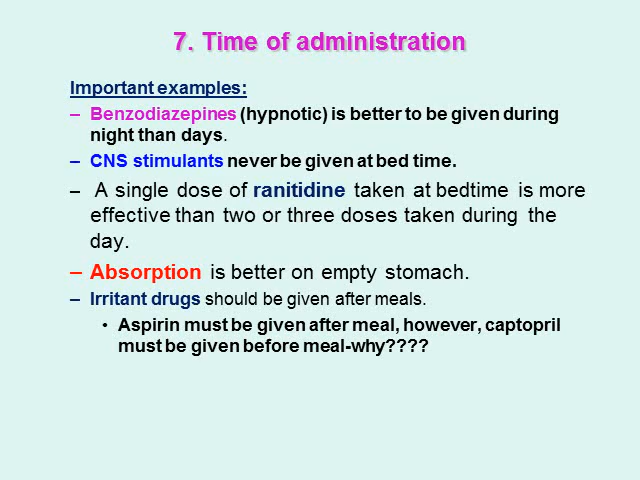 7. Time of administration
Important examples:
– Benzodiazepines (hypnotic) is better to be given during
night than days.
– CNS stimulants never be given at bed time.
– A single dose of ranitidine taken at bedtime is more
effective than two or three doses taken during the
day.
– Absorption is better on empty stomach.
– Irritant drugs should be given after meals.
• Aspirin must be given after meal, however, captopril
must be given before meal-why????